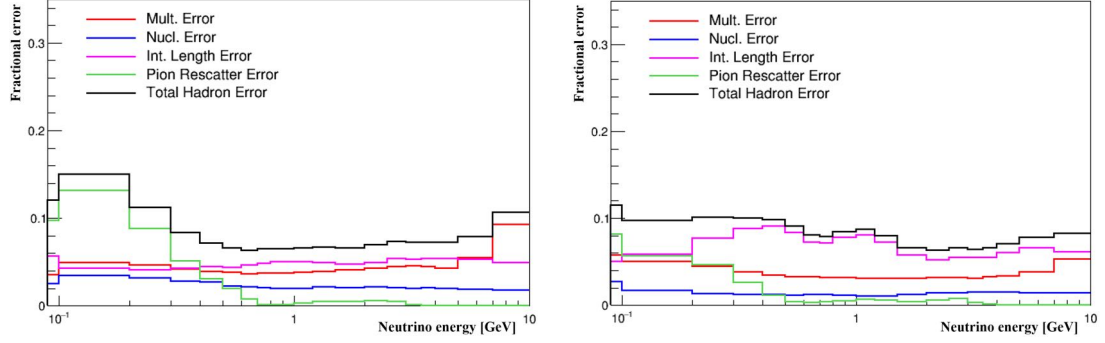 Fractional error
0.3
0.2
0.1
0
Mult. Error
Nucl. Error
Int. Length Error
Pion Rescatter Error
Total Hadron Error
10⁻¹
1
10
Neutrino energy [GeV]
Fractional error
0.3
0.2
0.1
0
Mult. Error
Nucl. Error
Int. Length Error
Pion Rescatter Error
Total Hadron Error
10⁻¹
1
10
Neutrino energy [GeV]